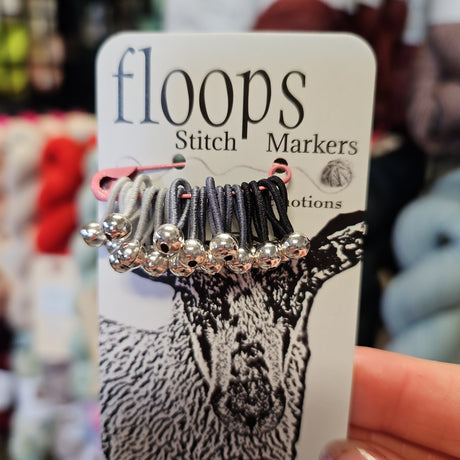 floops
Stitch Markers
otions